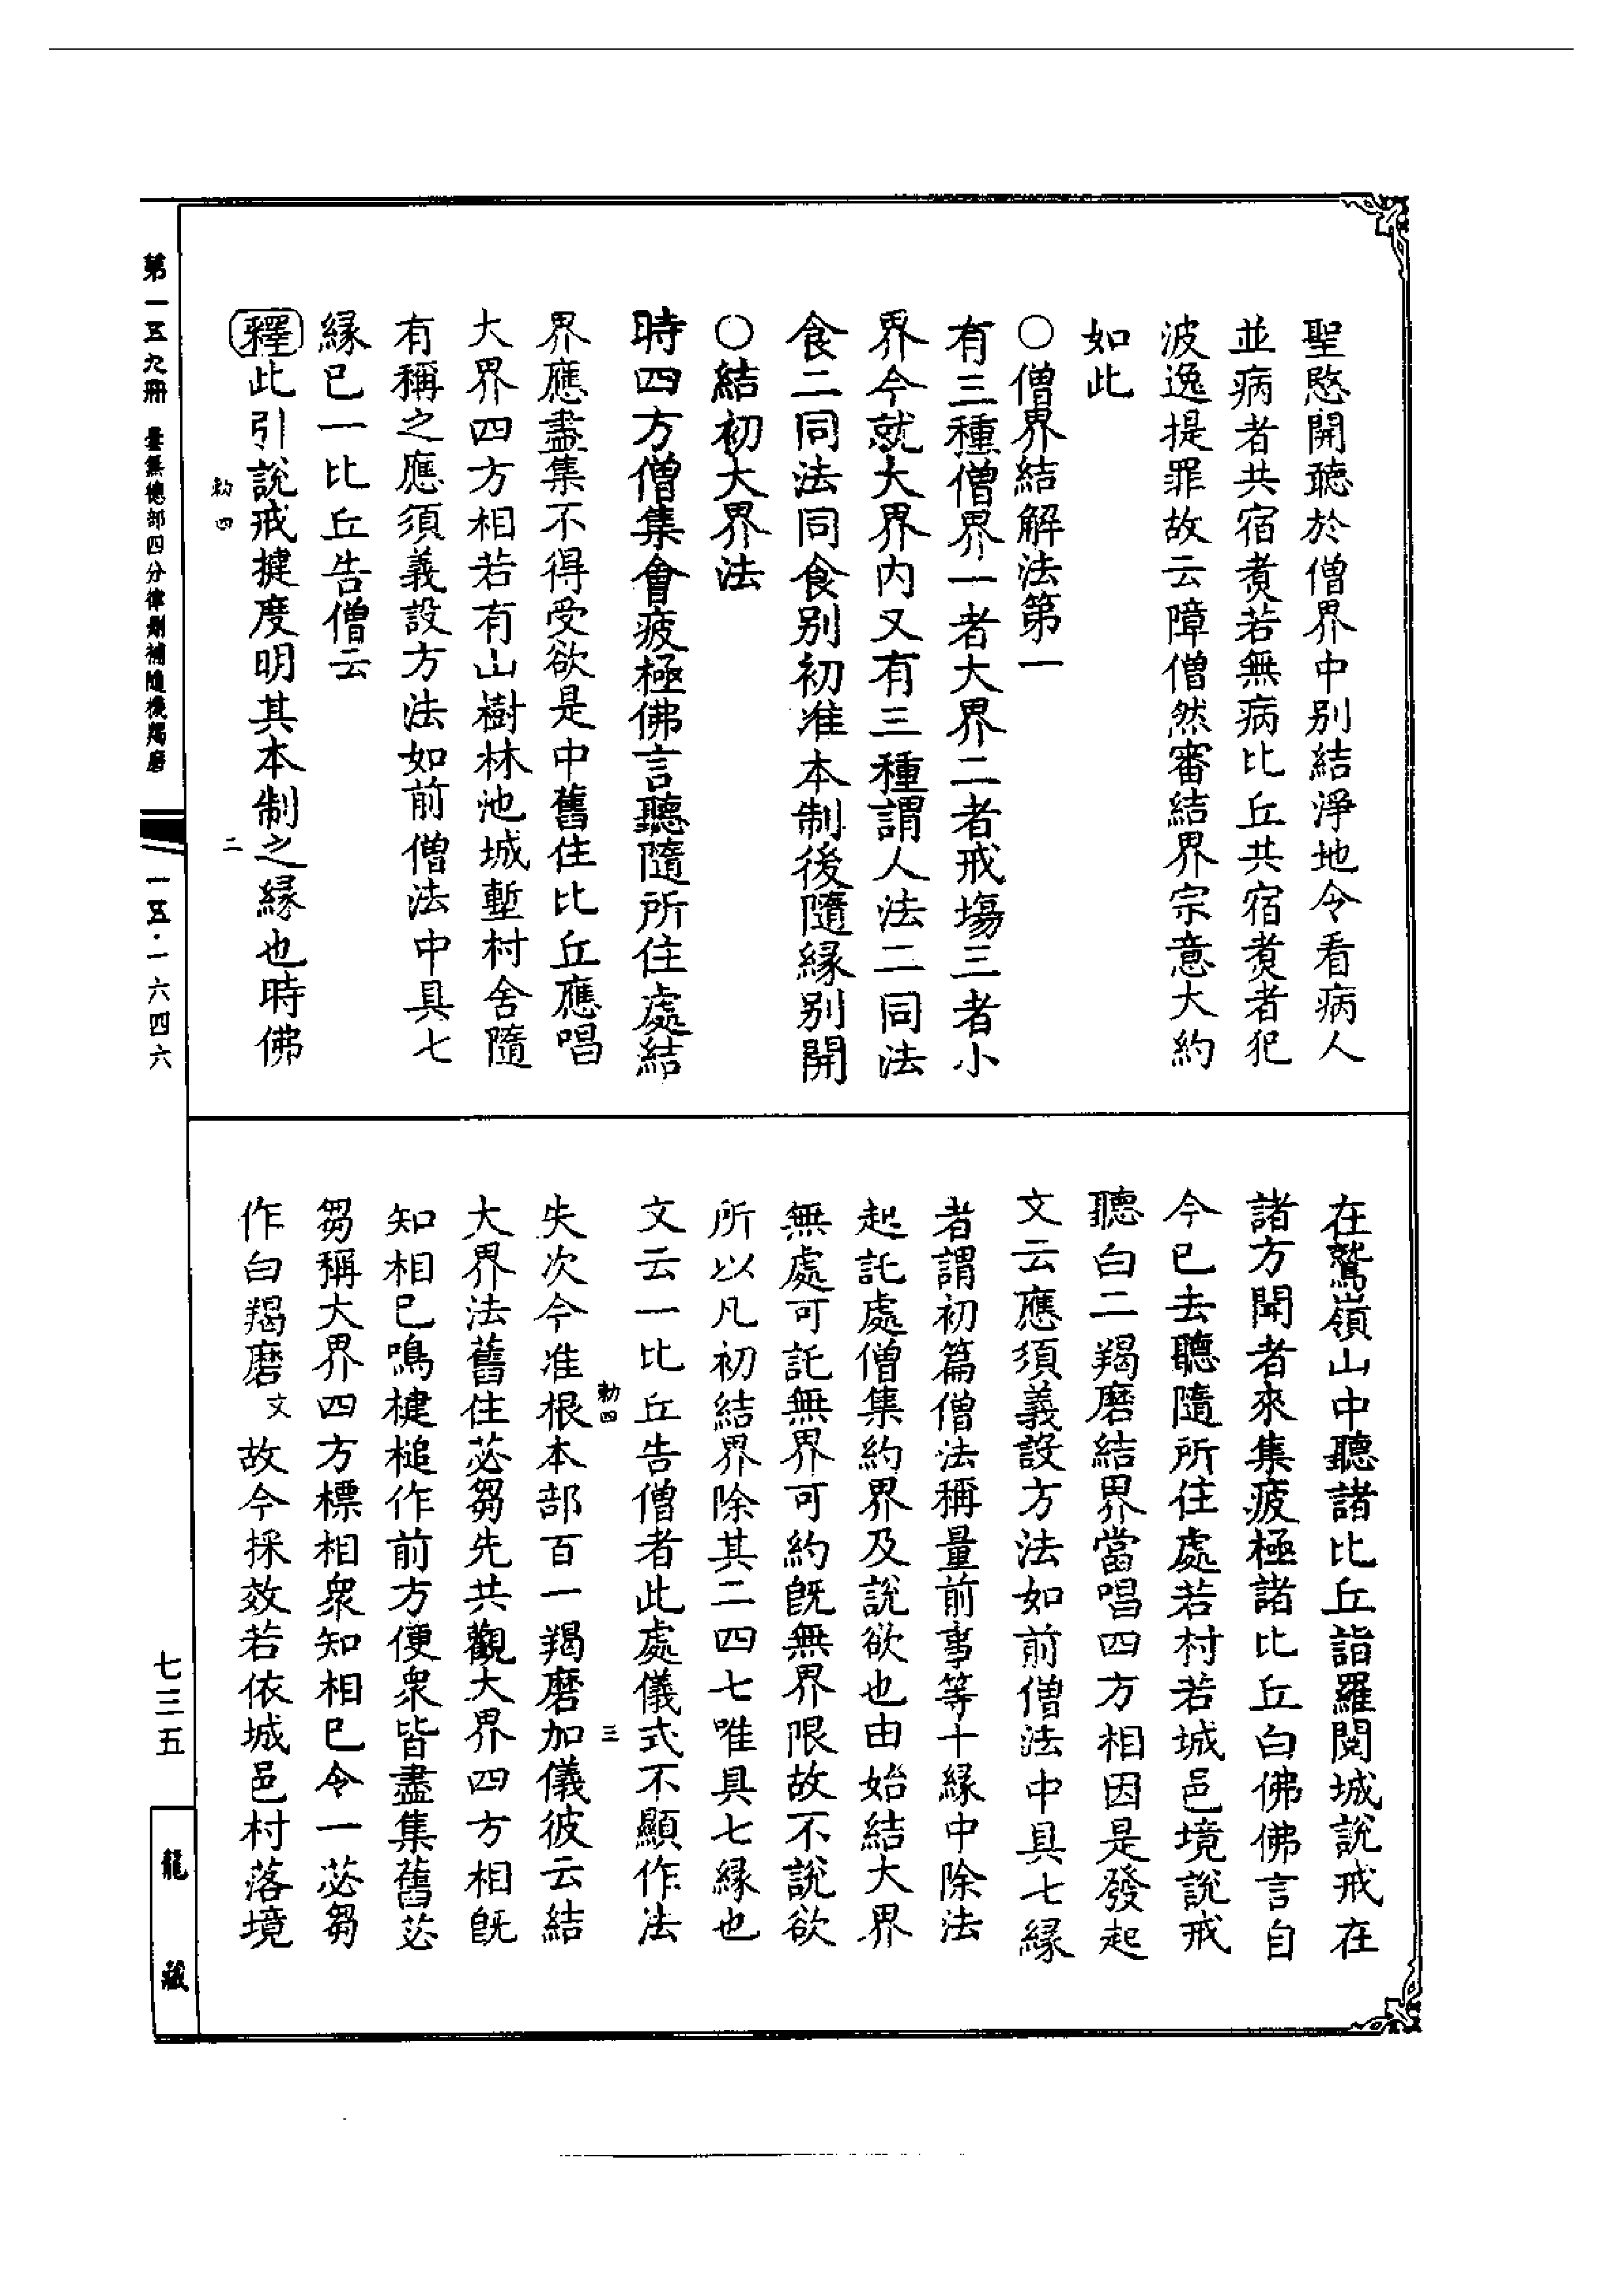 聖愍開聽於僧界中別結淨地令看病人
並病者共宿煑若無病比丘共宿煑者犯
波逸提罪故云障僧然審結界宗意大約
如此
○僧界結解法第一
有三種僧界一者大界二者戒塲三者小
界今就大界內又有三種謂人法二同法
食二同法同食別初准本制後隨緣別開
○結初大界法
時四方僧集會疲極佛言聽隨所住處結
界應盡集不得受欲是中舊住比丘應唱
大界四方相若有山樹林池城塹村舍隨
有稱之應須義設方法如前僧法中具七
緣已一比丘告僧云
釋此引說戒揵度明其本制之緣也時佛
勅四
二
在鷲嶺山中聽諸比丘詣羅閱城說戒在
諸方聞者來集疲極諸比丘白佛佛言自
今已去聽隨所住處若村若城邑境說戒
聽白二羯磨結界當唱四方相因是發起
文云應須義設方法如前僧法中具七緣
者謂初篇僧法稱量前事等十緣中除法
起託處僧集約界及說欲也由始結大界
無處可託無界可約旣無界限故不說欲
所以凡初結界除其二四七唯具七緣也
文云一比丘告僧者此處儀式不顯作法
勅四
三
失次今准根本部百一羯磨加儀彼云結
大界法舊住苾芻先共觀大界四方相旣
知相已鳴楗槌作前方便衆皆盡集舊苾
芻稱大界四方標相衆知相已令一苾芻
作白羯磨文故今採效若依城邑村落境
第一五九冊 曇無德部四分律刪補隨機羯磨
一五·一六四六
七三五
龍藏